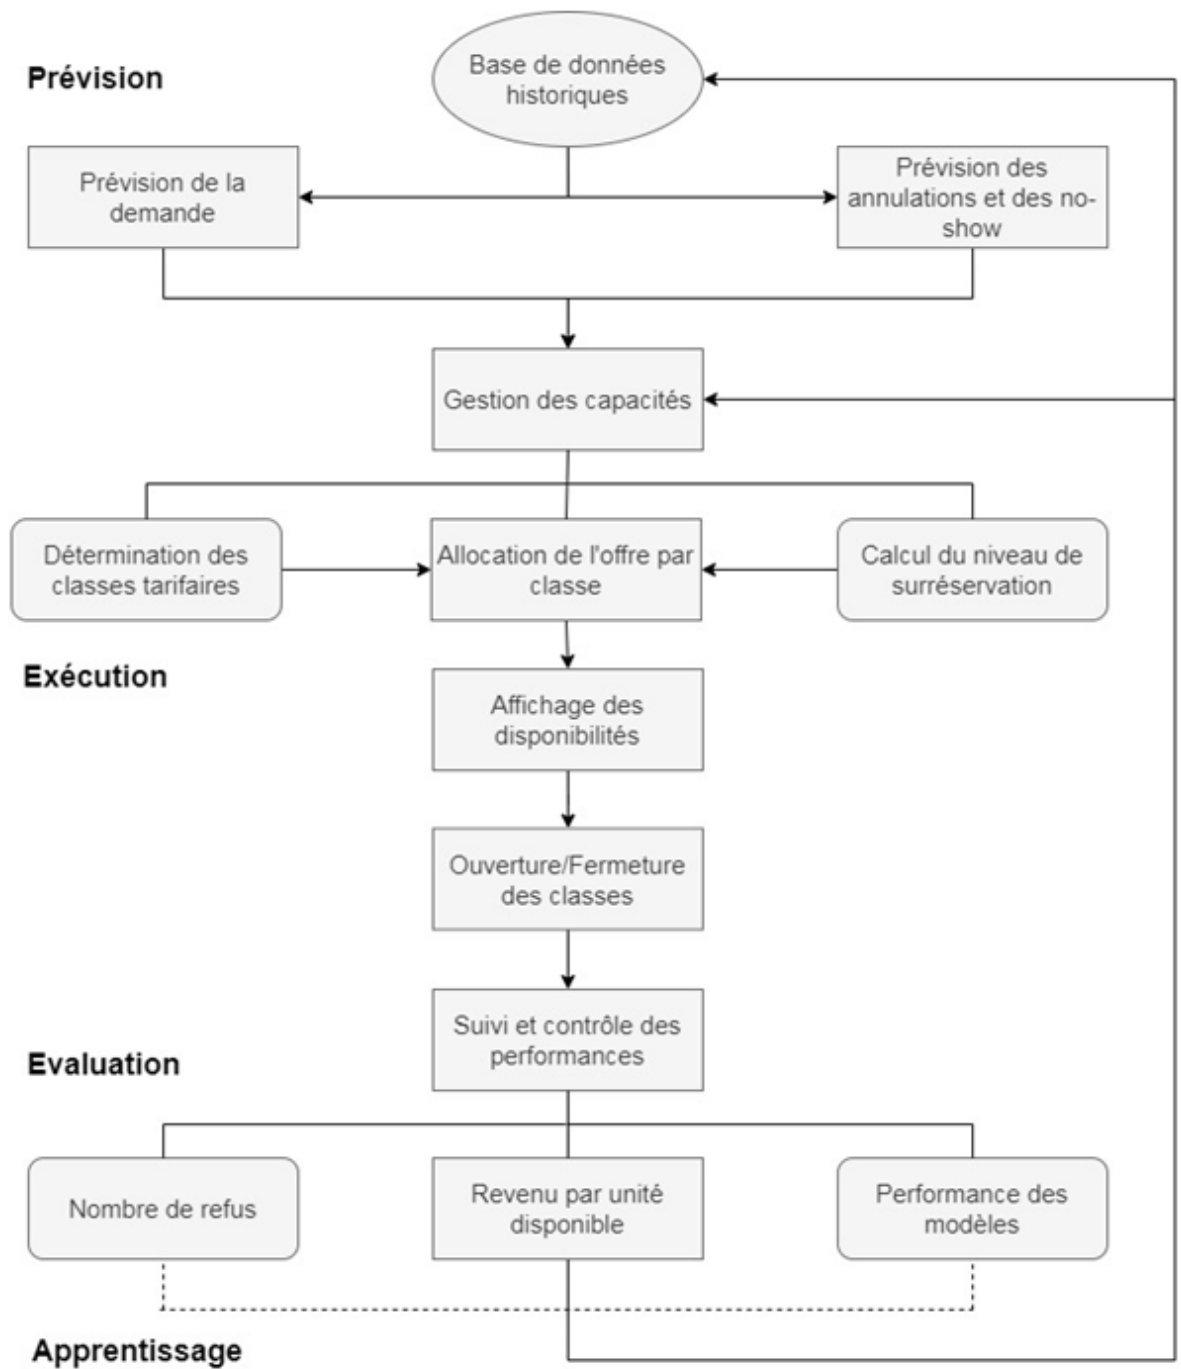 Prévision
Base de données
historiques
Prévision de la
demande
Prévision des
annulations et des no-
show
Gestion des capacités
Détermination des
classes tarifaires
Allocation de l'offre par
classe
Calcul du niveau de
surréservation
Exécution
Affichage des
disponibilités
Ouverture/Fermeture
des classes
Suivi et contrôle des
performances
Evaluation
Nombre de refus
Revenu par unité
disponible
Performance des
modèles
Apprentissage